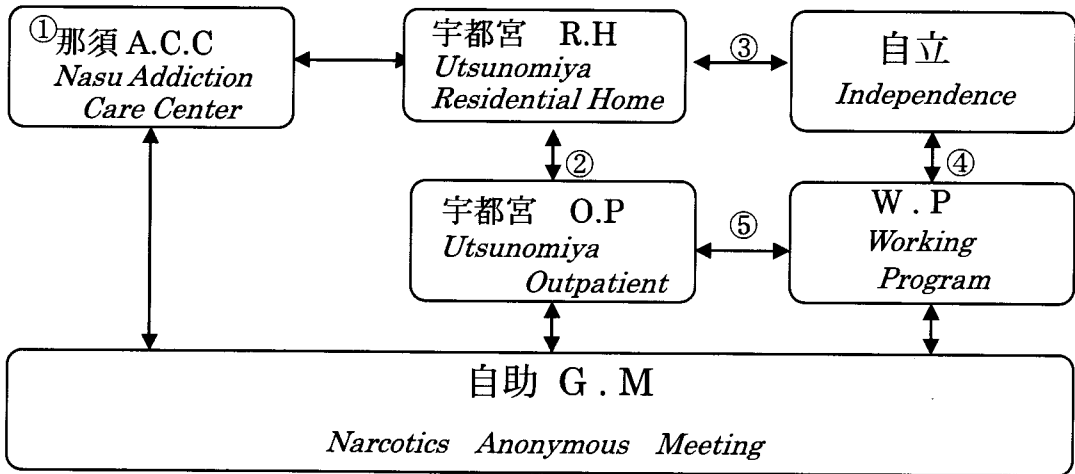 ①那須 A.C.C
Nasu Addiction
Care Center
宇都宮 R.H
Utsunomiya
Residential Home
③
自立
Independence
②
④
宇都宮 O.P
Utsunomiya
Outpatient
⑤
W . P
Working
Program
自助 G . M
Narcotics Anonymous Meeting